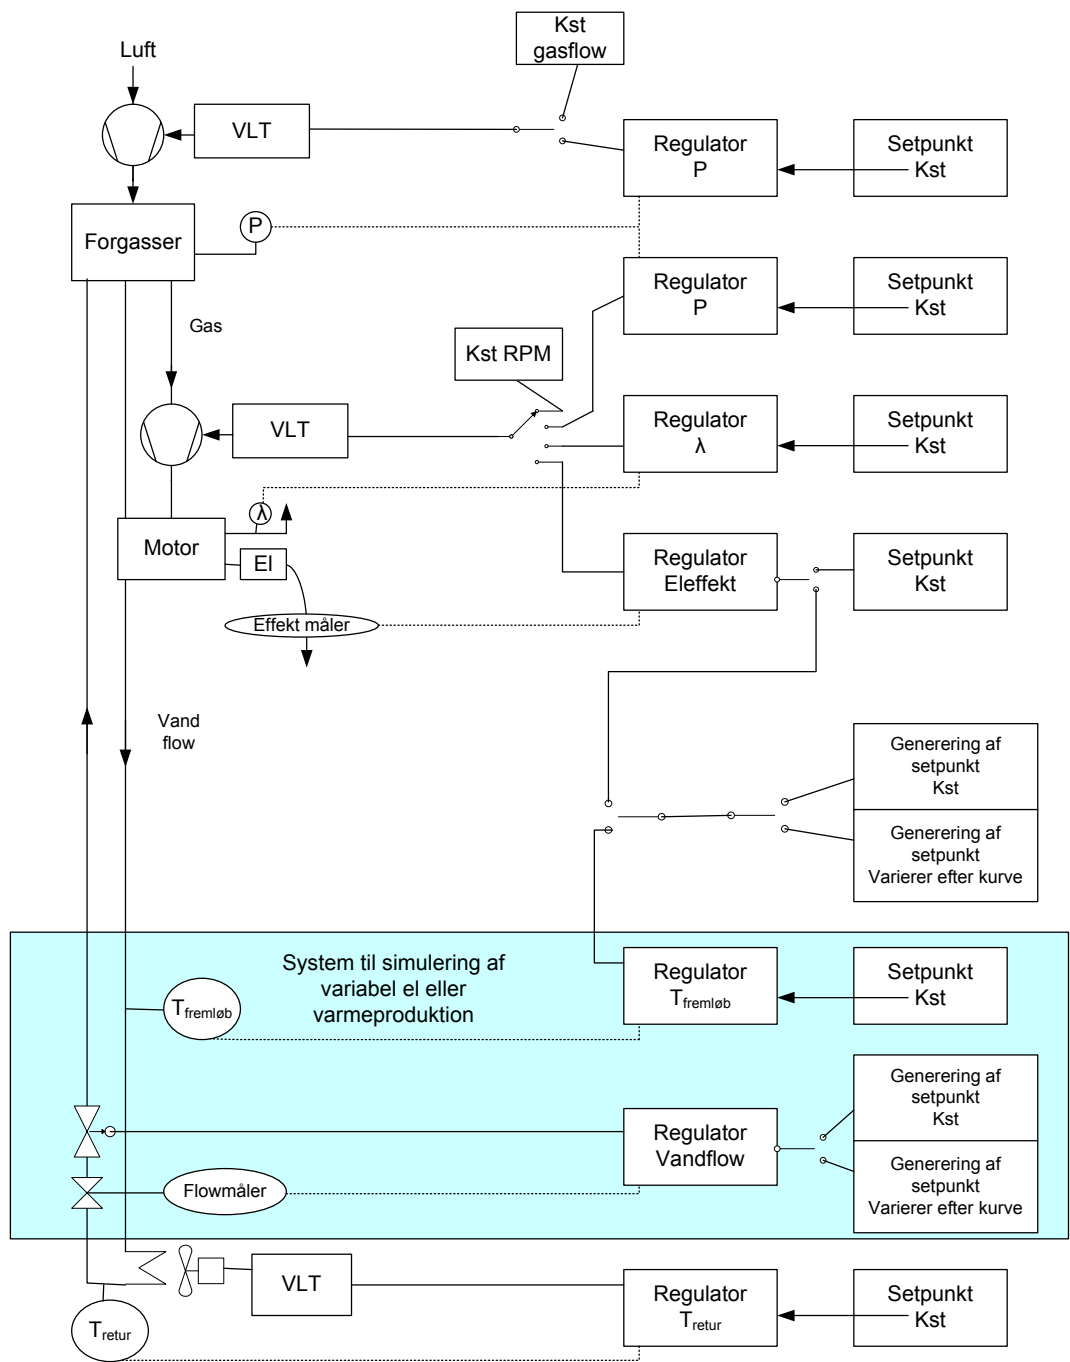 Kst
gasflow
Luft
VLT
Regulator
P
Setpunkt
Kst
Forgasser
P
Regulator
P
Setpunkt
Kst
Gas
Kst RPM
VLT
Regulator
λ
Setpunkt
Kst
λ
Motor
El
Regulator
Eleffekt
Setpunkt
Kst
Effekt måler
Vand
flow
Generering af
setpunkt
Kst
Generering af
setpunkt
Varierer efter kurve
System til simulering af
variabel el eller
varmeproduktion
Regulator
Tfremløb
Setpunkt
Kst
Tfremløb
Generering af
setpunkt
Kst
Regulator
Vandflow
Generering af
setpunkt
Varierer efter kurve
Flowmåler
VLT
Regulator
Tretur
Setpunkt
Kst
Tretur